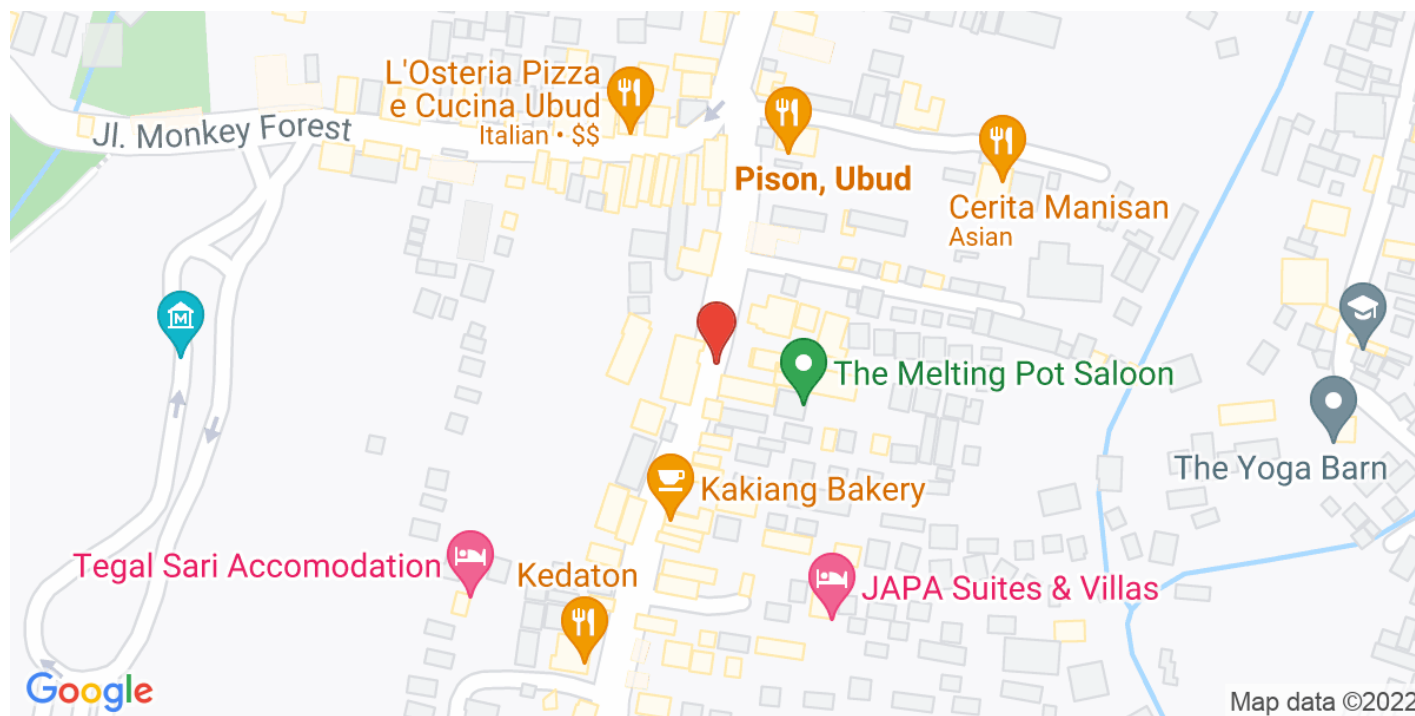 L'Osteria Pizza
e Cucina Ubud
Italian • $$
Jl. Monkey Forest
Pison, Ubud
Cerita Manisan
Asian
M
The Melting Pot Saloon
The Yoga Barn
Kakiang Bakery
Tegal Sari Accomodation
Kedaton
JAPA Suites & Villas
Google
Map data ©2022